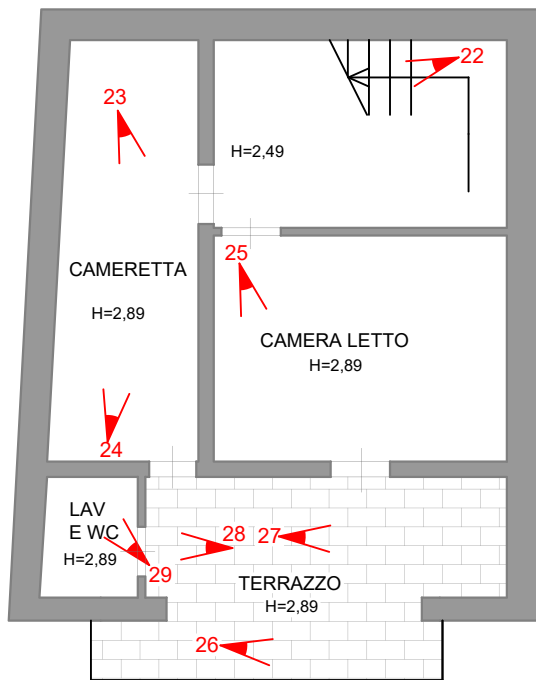 22
23
H=2,49
25
CAMERETTA
H=2,89
CAMERA LETTO
H=2,89
24
LAV
E WC
H=2,89
28
27
29
TERRAZZO
H=2,89
26